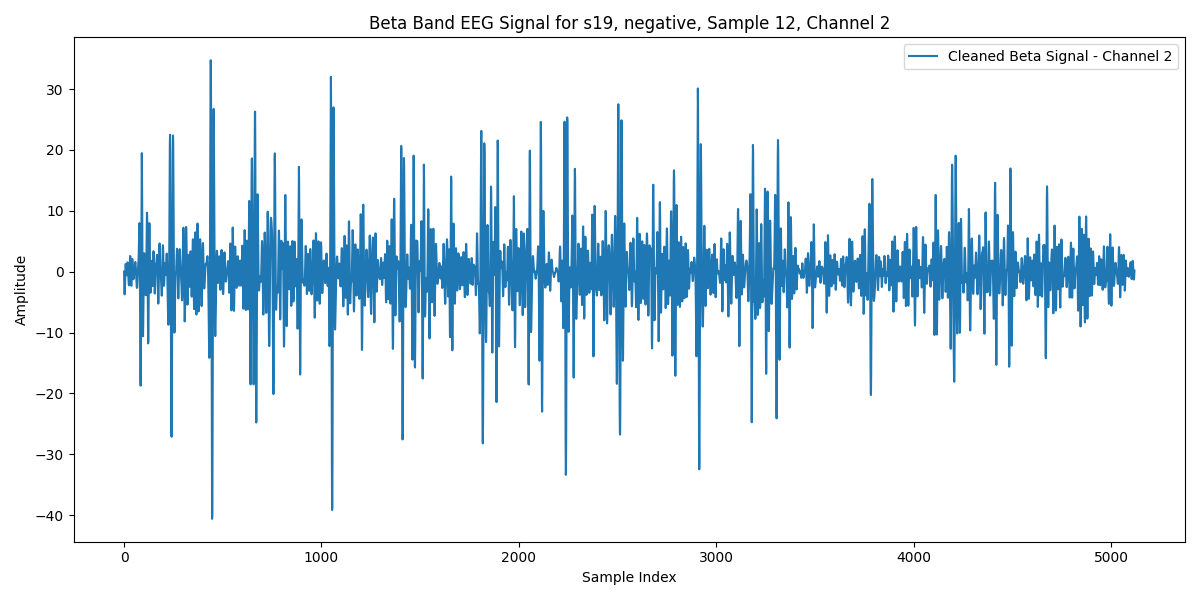 Beta Band EEG Signal for s19, negative, Sample 12, Channel 2
Cleaned Beta Signal - Channel 2
Amplitude
30
20
10
0
−10
−20
−30
−40
0 1000 2000 3000 4000 5000
Sample Index